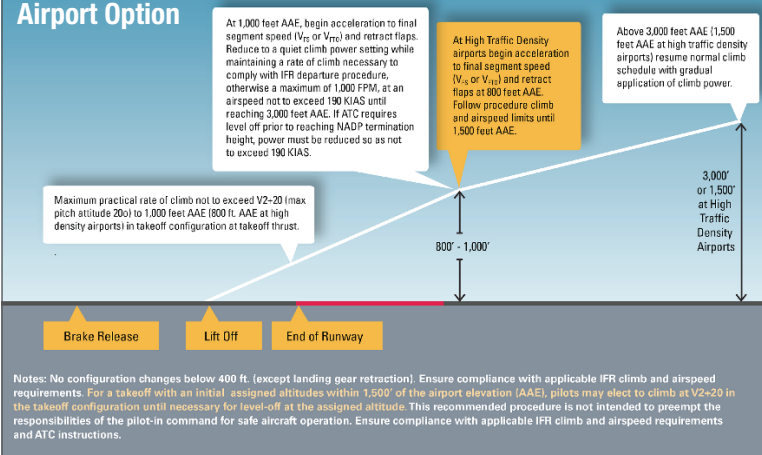 Airport Option
At 1,000 feet AAE, begin acceleration to final
segment speed (VFS or VFTO) and retract flaps.
Reduce to a quiet climb power setting while
maintaining a rate of climb necessary to
comply with IFR departure procedure,
otherwise a maximum of 1,000 FPM, at an
airspeed not to exceed 190 KIAS until
reaching 3,000 feet AAE. If ATC requires
level off prior to reaching NADP termination
height, power must be reduced so as not
to exceed 190 KIAS.
At High Traffic Density
airports begin acceleration
to final segment speed
(VFS or VFTO) and retract
flaps at 800 feet AAE.
Follow procedure climb
and airspeed limits until
1,500 feet AAE.
Above 3,000 feet AAE (1,500
feet AAE at high traffic density
airports) resume normal climb
schedule with gradual
application of climb power.
Maximum practical rate of climb not to exceed V2+20 (max
pitch attitude 20o) to 1,000 feet AAE (800 ft. AAE at high
density airports) in takeoff configuration at takeoff thrust.
.
800' - 1,000'
3,000'
or 1,500'
at High
Traffic
Density
Airports
Brake Release
Lift Off
End of Runway
Notes: No configuration changes below 400 ft. (except landing gear retraction). Ensure compliance with applicable IFR climb and airspeed
requirements. For a takeoff with an initial assigned altitudes within 1,500' of the airport elevation (AAE), pilots may elect to climb at V2+20 in
the takeoff configuration until necessary for level-off at the assigned altitude. This recommended procedure is not intended to preempt the
responsibilities of the pilot-in command for safe aircraft operation. Ensure compliance with applicable IFR climb and airspeed requirements
and ATC instructions.